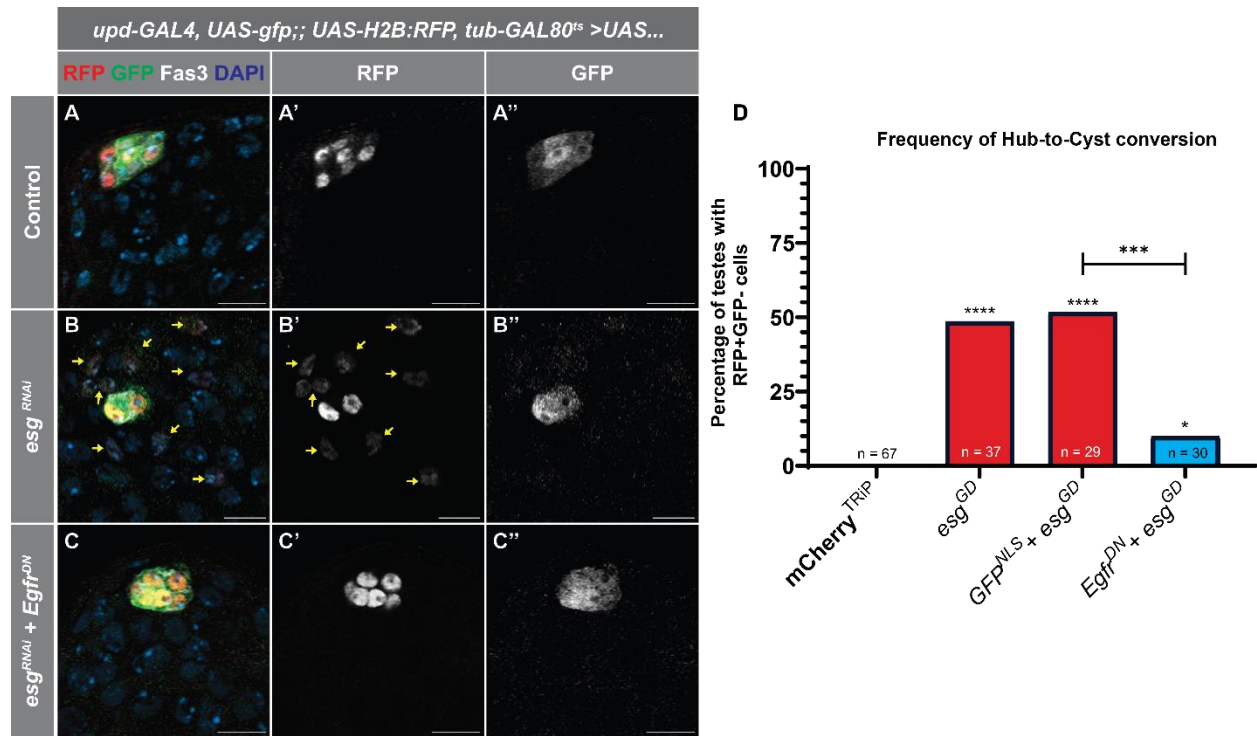 upd-GAL4, UAS-gfp;; UAS-H2B:RFP, tub-GAL80ts >UAS...
RFP GFP Fas3 DAPI
RFP
GFP
Control
A
A'
A''
esg RNAi
B
B'
B''
esgRNAi + EgfrDN
C
C'
C''
D
Frequency of Hub-to-Cyst conversion
Percentage of testes with
RFP+GFP- cells
100
75
50
25
0
***
****
****
*
n = 67
n = 37
n = 29
n = 30
mCherryTRiP
esgGD
GFPNLS + esgGD
EgfrDN + esgGD